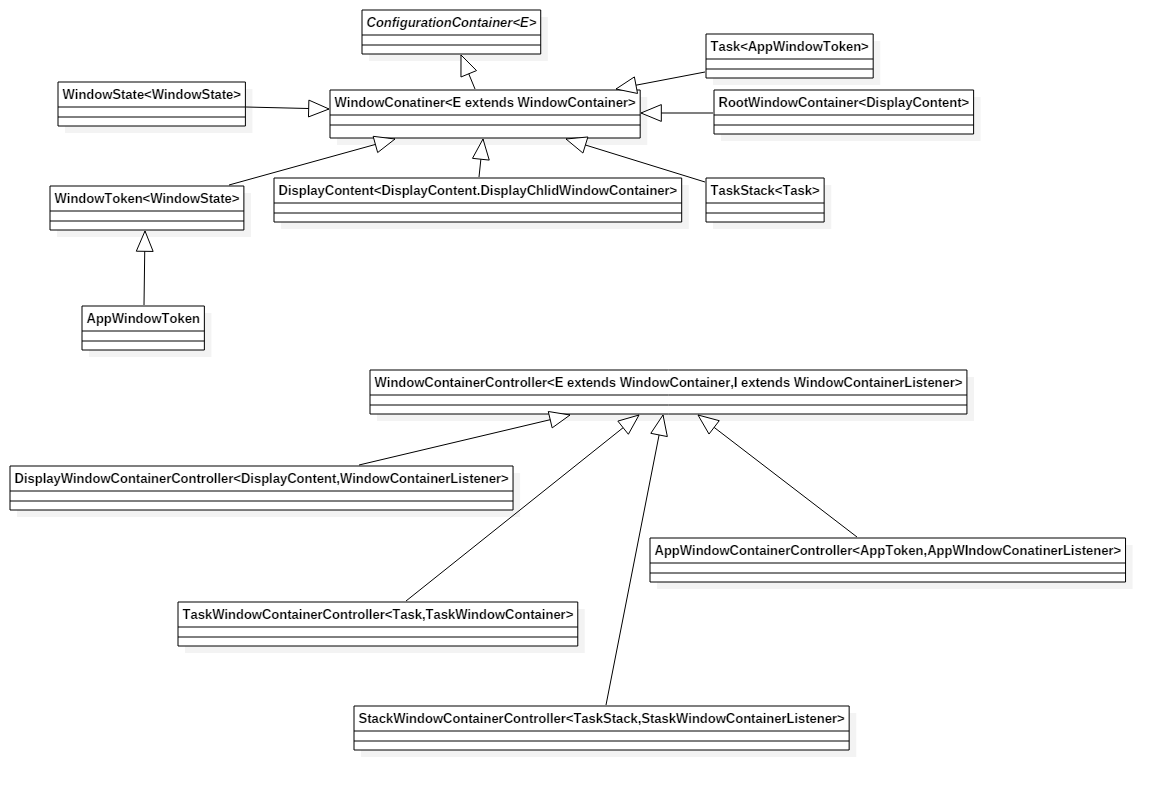 ConfigurationContainer<E>
Task<AppWindowToken>
WindowState<WindowState>
WindowConatiner<E extends WindowContainer>
RootWindowContainer<DisplayContent>
WindowToken<WindowState>
DisplayContent<DisplayContent.DisplayChlidWindowContainer>
TaskStack<Task>
AppWindowToken
WindowContainerController<E extends WindowContainer,I extends WindowContainerListener>
DisplayWindowContainerController<DisplayContent,WindowContainerListener>
AppWindowContainerController<AppToken,AppWIndowConatinerListener>
TaskWindowContainerController<Task,TaskWindowContainer>
StackWindowContainerController<TaskStack,StaskWindowContainerListener>